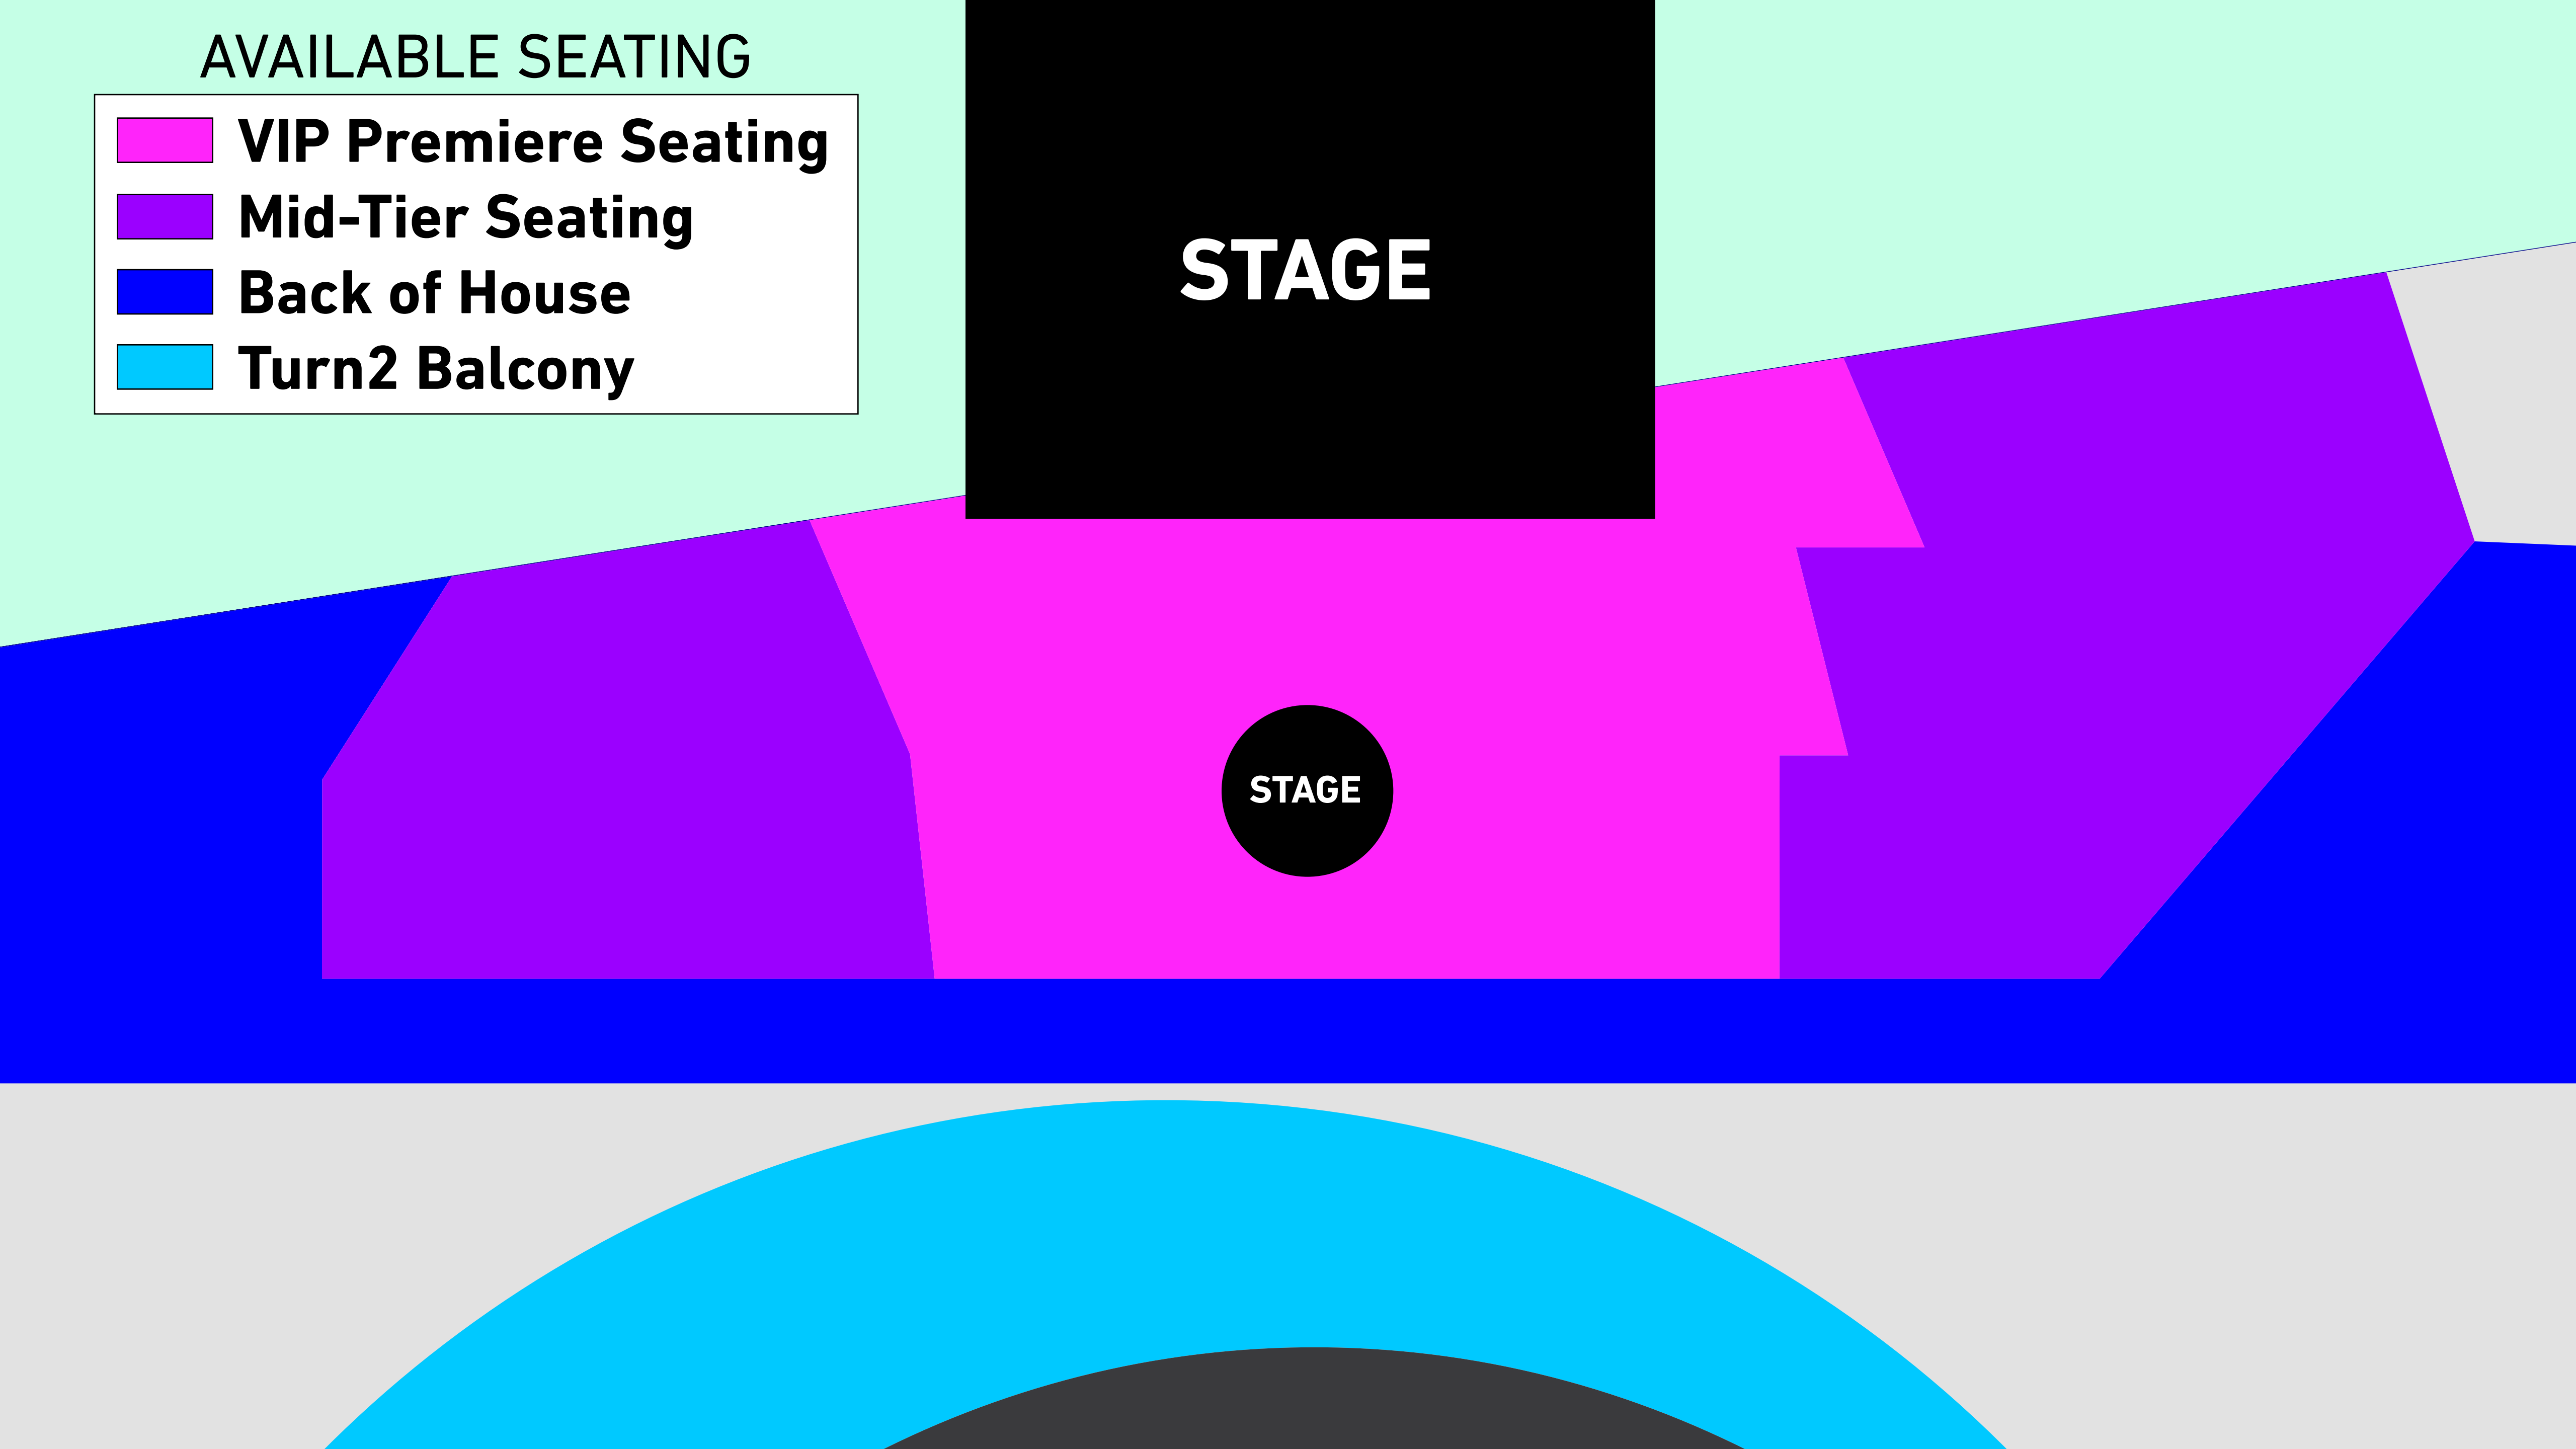 AVAILABLE SEATING
VIP Premiere Seating
Mid-Tier Seating
Back of House
Turn2 Balcony
STAGE
STAGE